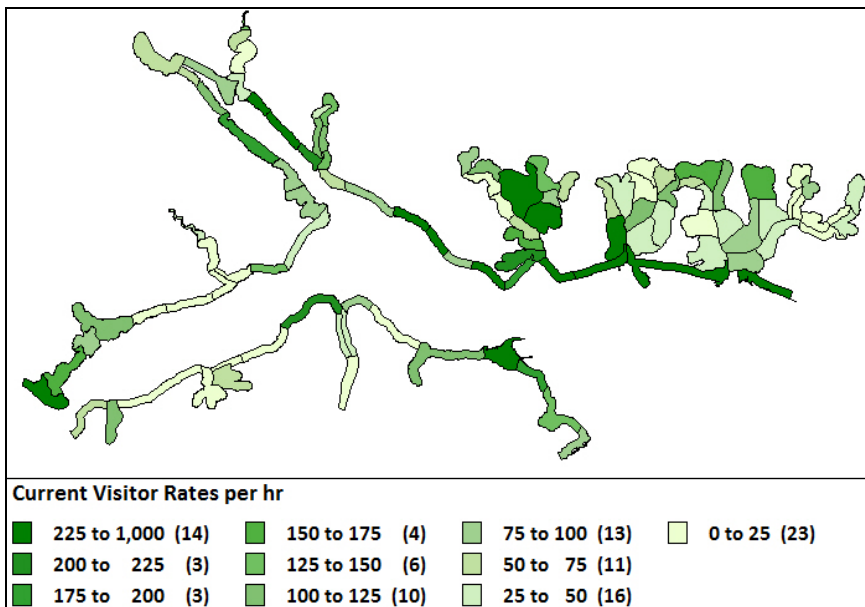 Current Visitor Rates per hr
225 to 1,000 (14) 150 to 175 (4) 75 to 100 (13) 0 to 25 (23)
200 to 225 (3) 125 to 150 (6) 50 to 75 (11)
175 to 200 (3) 100 to 125 (10) 25 to 50 (16)